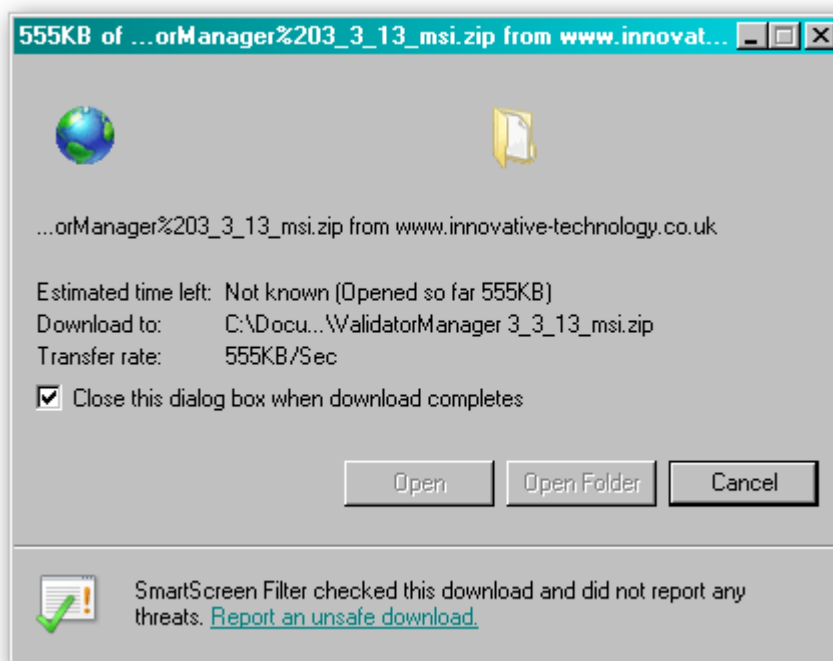 555KB of ...orManager%203_3_13_msi.zip from www.innovat...
...orManager%203_3_13_msi.zip from www.innovative-technology.co.uk
Estimated time left: Not known (Opened so far 555KB)
Download to: C:\Docu...\ValidatorManager 3_3_13_msi.zip
Transfer rate: 555KB/Sec
Close this dialog box when download completes
Open Open Folder Cancel
SmartScreen Filter checked this download and did not report any
threats. Report an unsafe download.